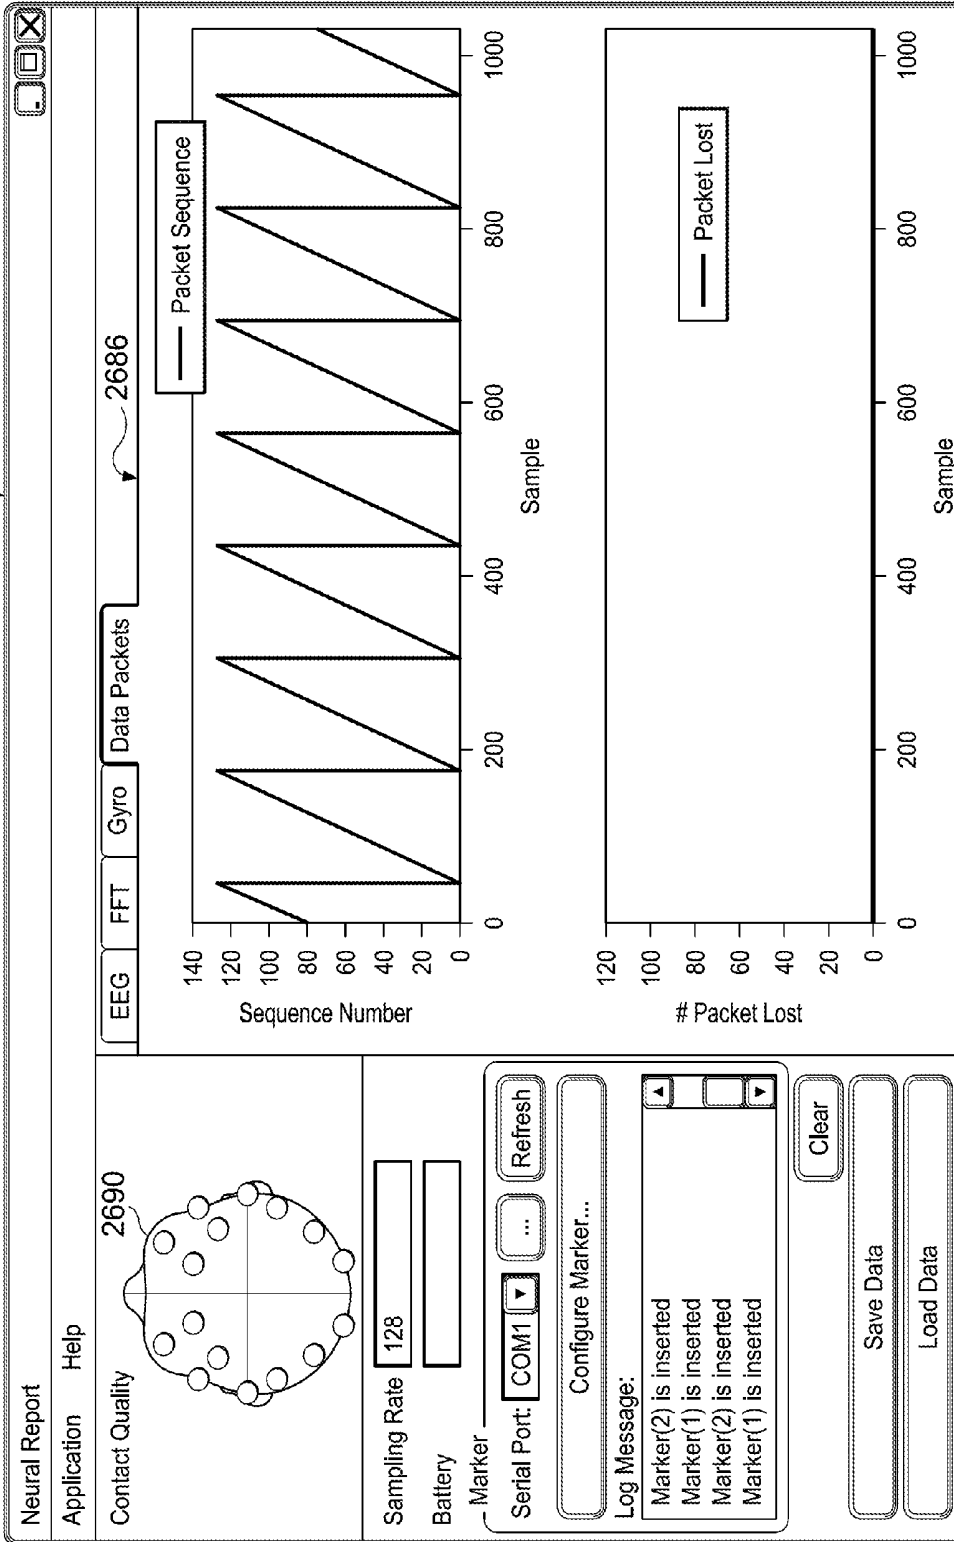 Neural Report
Application Help
Contact Quality
2690
Sampling Rate 128
Battery
Marker
Serial Port: COM1 ... Refresh
Configure Marker...
Log Message:
Marker(2) is inserted
Marker(1) is inserted
Marker(2) is inserted
Marker(1) is inserted
Clear
Save Data
Load Data
EEG FFT Gyro Data Packets
2686
Packet Sequence
Sequence Number
140
120
100
80
60
40
20
0
0 200 400 600 800 1000
Sample
Packet Lost
# Packet Lost
120
100
80
60
40
20
0
0 200 400 600 800 1000
Sample